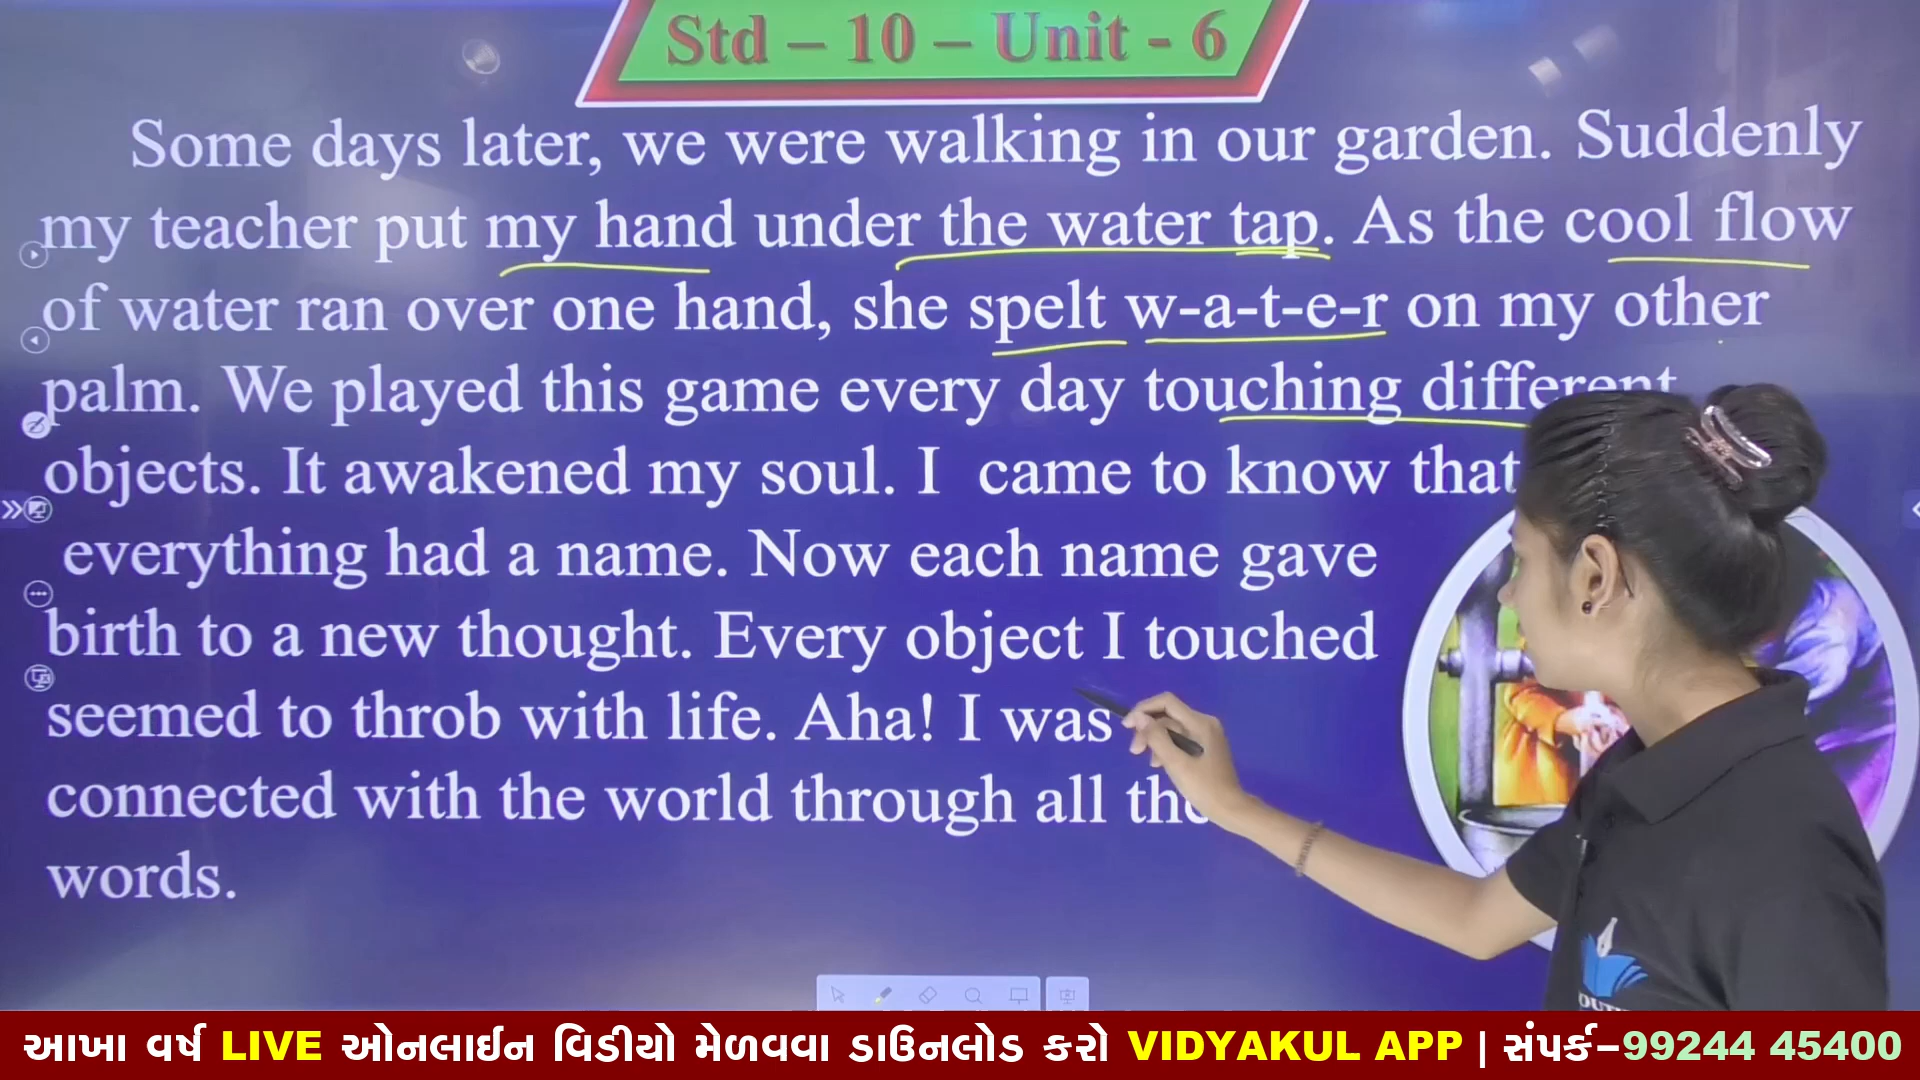 Std – 10 – Unit - 6
Some days later, we were walking in our garden. Suddenly
my teacher put my hand under the water tap. As the cool flow
of water ran over one hand, she spelt w-a-t-e-r on my other
palm. We played this game every day touching different
objects. It awakened my soul. I came to know that
everything had a name. Now each name gave
birth to a new thought. Every object I touched
seemed to throb with life. Aha! I was
connected with the world through all
words.
આખા વર્ષ LIVE ઓનલાઈન વિડીયો મેળવવા ડાઉનલોડ કરો VIDYAKUL APP | સંપર્ક–99244 45400